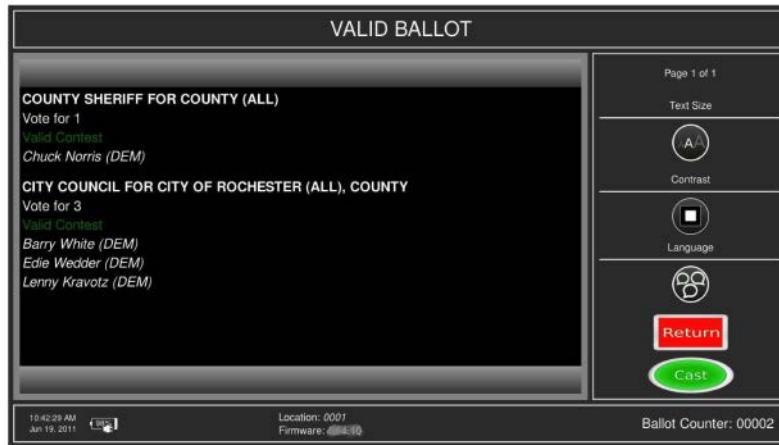 VALID BALLOT
COUNTY SHERIFF FOR COUNTY (ALL)
Vote for 1
Valid Contest
Chuck Norris (DEM)
CITY COUNCIL FOR CITY OF ROCHESTER (ALL), COUNTY
Vote for 3
Valid Contest
Barry White (DEM)
Edie Wedder (DEM)
Lenny Kravotz (DEM)
Page 1 of 1
Text Size
AAA
Contrast
Language
Return
Cast
10:42:29 AM
Jun 19, 2011
Location: 0001
Firmware:
Ballot Counter: 00002